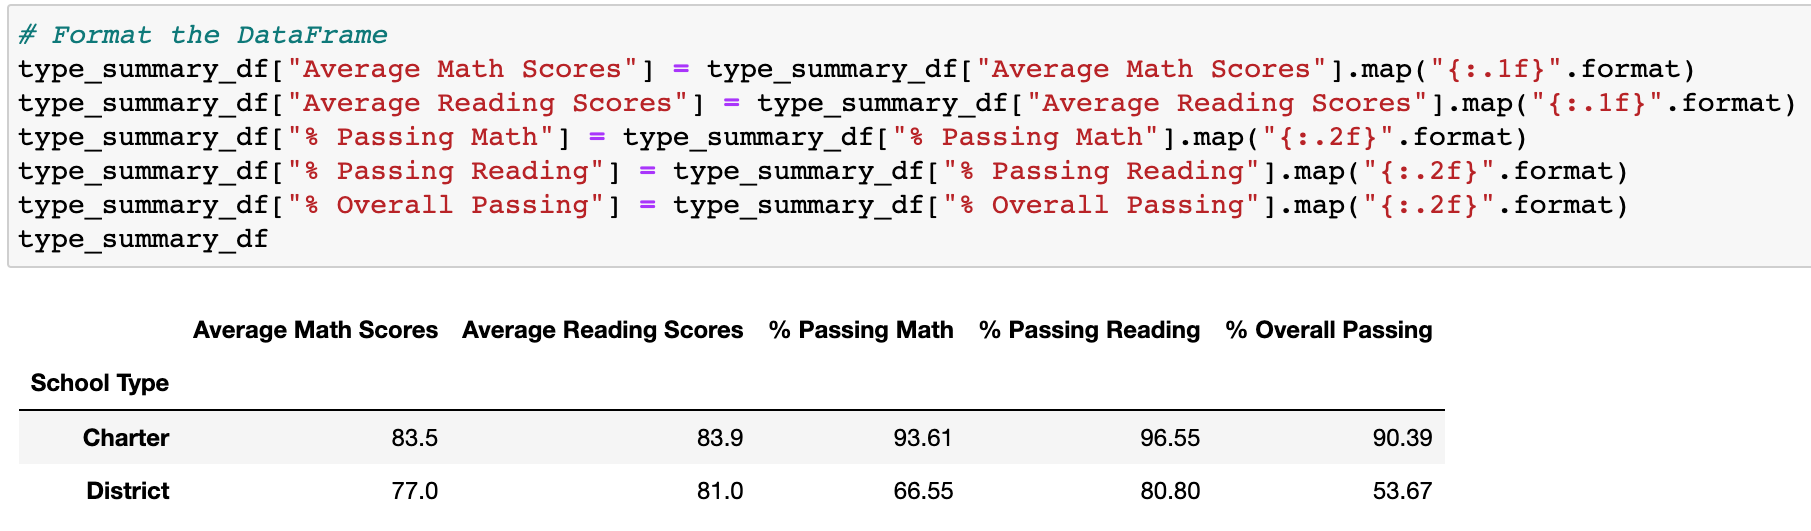 # Format the DataFrame
type_summary_df["Average Math Scores"] = type_summary_df["Average Math Scores"].map("{:.1f}".format)
type_summary_df["Average Reading Scores"] = type_summary_df["Average Reading Scores"].map("{:.1f}".format)
type_summary_df["% Passing Math"] = type_summary_df["% Passing Math"].map("{:.2f}".format)
type_summary_df["% Passing Reading"] = type_summary_df["% Passing Reading"].map("{:.2f}".format)
type_summary_df["% Overall Passing"] = type_summary_df["% Overall Passing"].map("{:.2f}".format)
type_summary_df
Average Math Scores Average Reading Scores % Passing Math % Passing Reading % Overall Passing
School Type
Charter 83.5 83.9 93.61 96.55 90.39
District 77.0 81.0 66.55 80.80 53.67